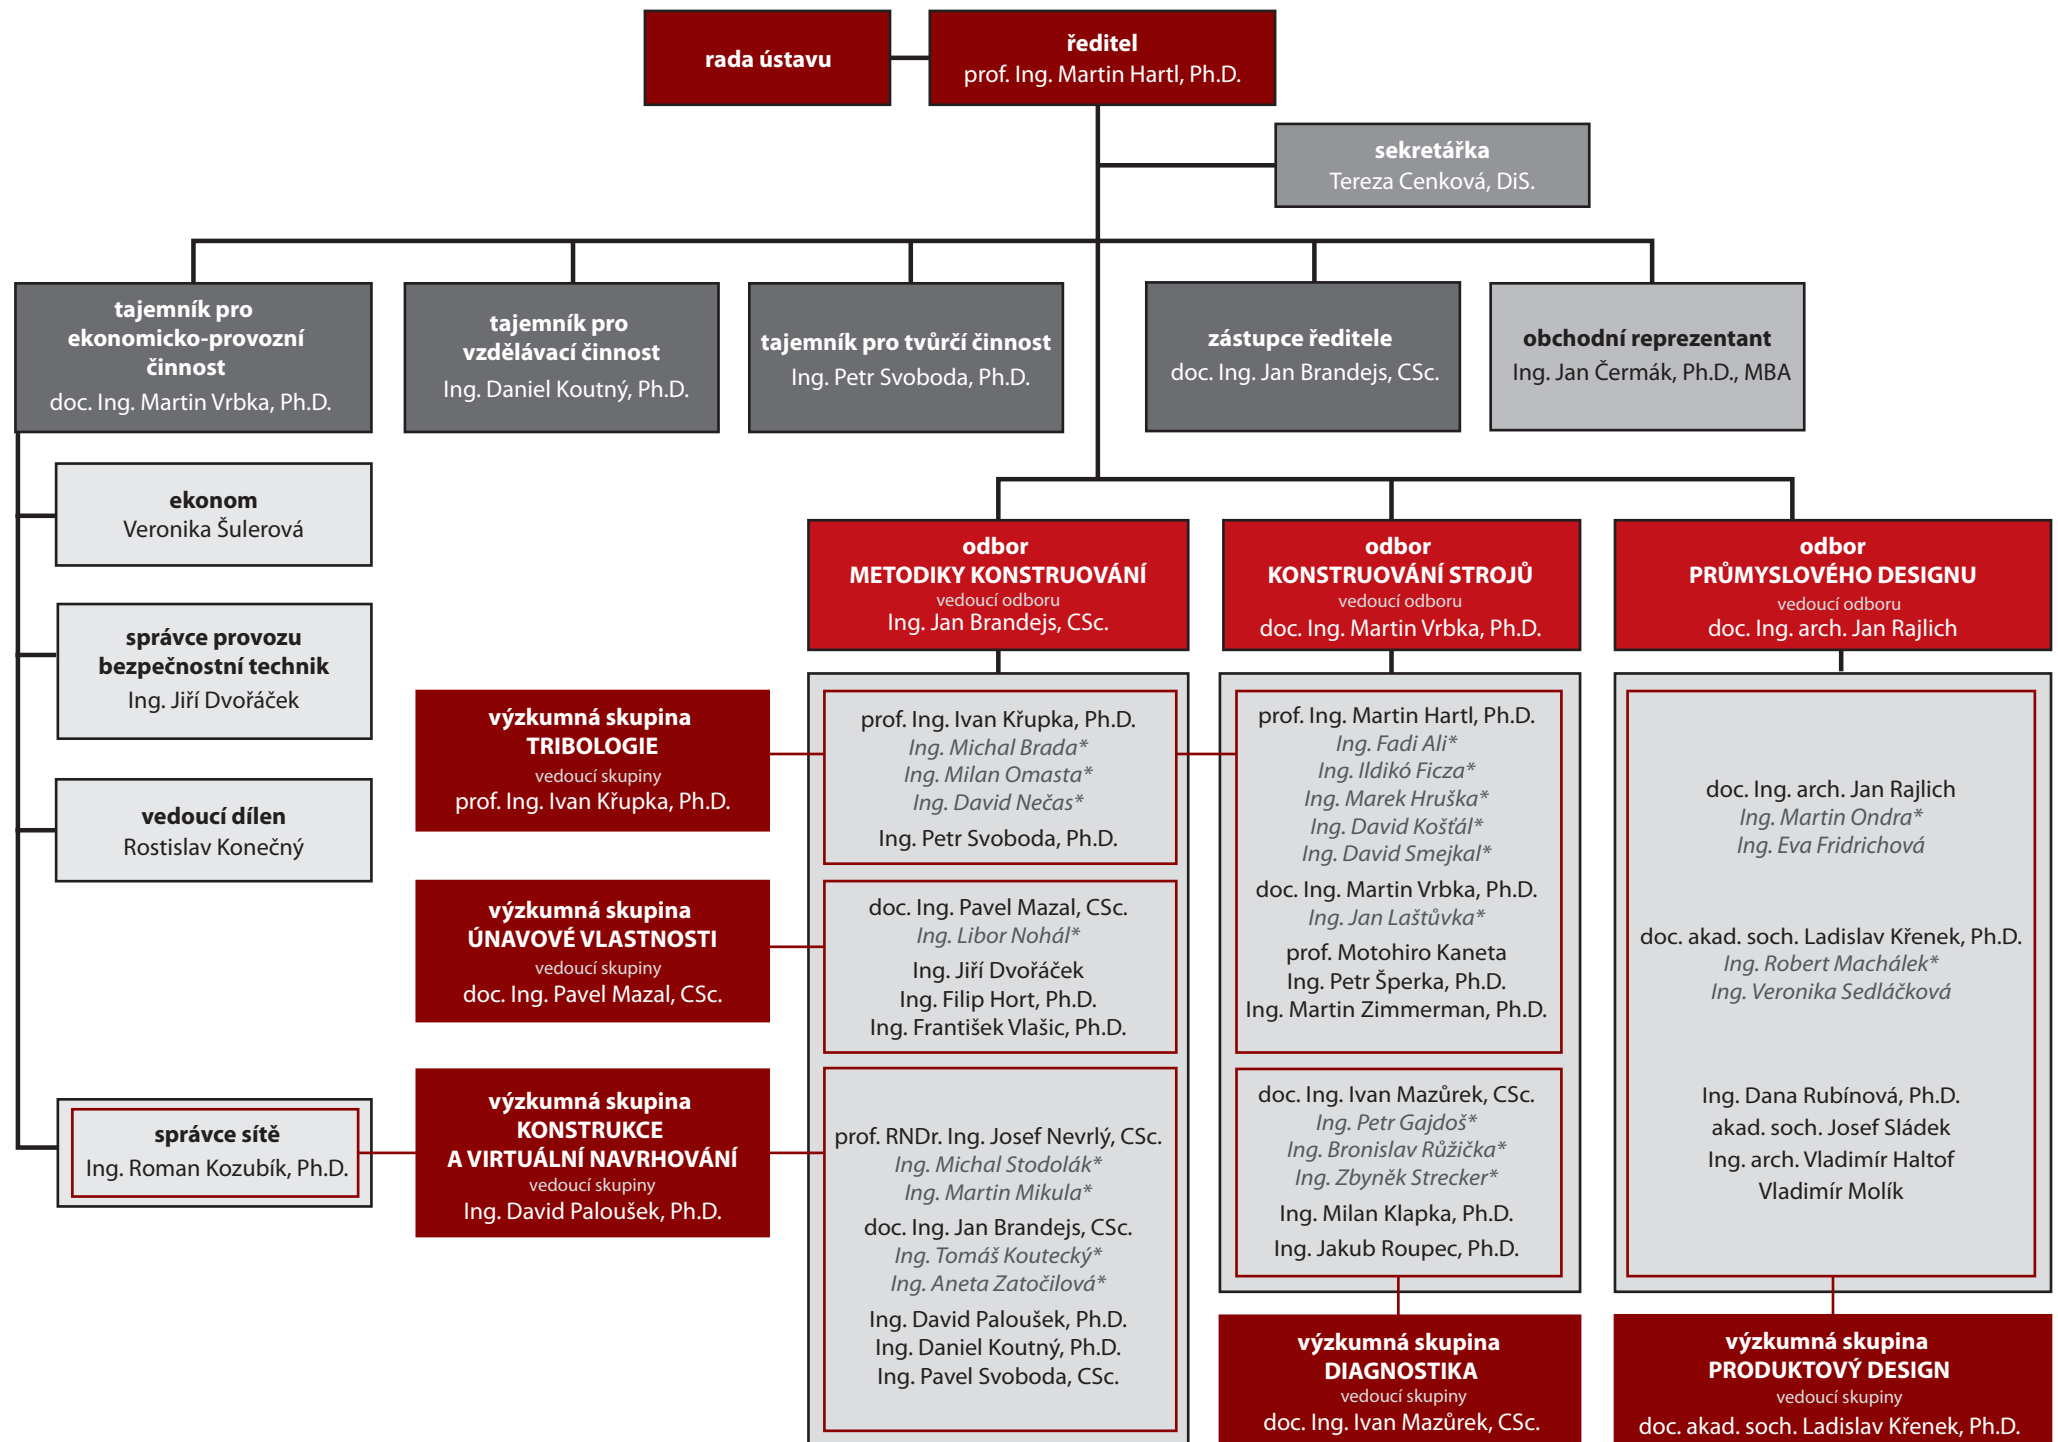 rada ústavu
ředitel
prof. Ing. Martin Hartl, Ph.D.
sekretářka
Tereza Cenková, DiS.
tajemník pro
ekonomicko-provozní
činnost
doc. Ing. Martin Vrbka, Ph.D.
tajemník pro
vzdělávací činnost
Ing. Daniel Koutný, Ph.D.
tajemník pro tvůrčí činnost
Ing. Petr Svoboda, Ph.D.
zástupce ředitele
doc. Ing. Jan Brandejs, CSc.
obchodní reprezentant
Ing. Jan Čermák, Ph.D., MBA
ekonom
Veronika Šulerová
správce provozu
bezpečnostní technik
Ing. Jiří Dvořáček
vedoucí dílen
Rostislav Konečný
správce sítě
Ing. Roman Kozubík, Ph.D.
odbor
METODIKY KONSTRUOVÁNÍ
vedoucí odboru
Ing. Jan Brandejs, CSc.
odbor
KONSTRUOVÁNÍ STROJŮ
vedoucí odboru
doc. Ing. Martin Vrbka, Ph.D.
odbor
PRŮMYSLOVÉHO DESIGNU
vedoucí odboru
doc. Ing. arch. Jan Rajlich
výzkumná skupina
TRIBOLOGIE
vedoucí skupiny
prof. Ing. Ivan Křupka, Ph.D.
výzkumná skupina
ÚNAVOVÉ VLASTNOSTI
vedoucí skupiny
doc. Ing. Pavel Mazal, CSc.
výzkumná skupina
KONSTRUKCE
A VIRTUÁLNÍ NAVRHOVÁNÍ
vedoucí skupiny
Ing. David Paloušek, Ph.D.
prof. Ing. Ivan Křupka, Ph.D.
Ing. Michal Brada*
Ing. Milan Omasta*
Ing. David Nečas*
Ing. Petr Svoboda, Ph.D.
doc. Ing. Pavel Mazal, CSc.
Ing. Libor Nohál*
Ing. Jiří Dvořáček
Ing. Filip Hort, Ph.D.
Ing. František Vlašic, Ph.D.
prof. RNDr. Ing. Josef Nevrlý, CSc.
Ing. Michal Stodolák*
Ing. Martin Mikula*
doc. Ing. Jan Brandejs, CSc.
Ing. Tomáš Koutecký*
Ing. Aneta Zatočilová*
Ing. David Paloušek, Ph.D.
Ing. Daniel Koutný, Ph.D.
Ing. Pavel Svoboda, CSc.
prof. Ing. Martin Hartl, Ph.D.
Ing. Fadi Ali*
Ing. Ildikó Ficza*
Ing. Marek Hruška*
Ing. David Košťál*
Ing. David Smejkal*
doc. Ing. Martin Vrbka, Ph.D.
Ing. Jan Laštůvka*
prof. Motohiro Kaneta
Ing. Petr Šperka, Ph.D.
Ing. Martin Zimmerman, Ph.D.
doc. Ing. Ivan Mazůrek, CSc.
Ing. Petr Gajdoš*
Ing. Bronislav Růžička*
Ing. Zbyněk Strecker*
Ing. Milan Klapka, Ph.D.
Ing. Jakub Roupec, Ph.D.
výzkumná skupina
DIAGNOSTIKA
vedoucí skupiny
doc. Ing. Ivan Mazůrek, CSc.
doc. Ing. arch. Jan Rajlich
Ing. Martin Ondra*
Ing. Eva Fridrichová
doc. akad. soch. Ladislav Křenek, Ph.D.
Ing. Robert Machálek*
Ing. Veronika Sedláčková
Ing. Dana Rubínová, Ph.D.
akad. soch. Josef Sládek
Ing. arch. Vladimír Haltof
Vladimír Molík
výzkumná skupina
PRODUKTOVÝ DESIGN
vedoucí skupiny
doc. akad. soch. Ladislav Křenek, Ph.D.